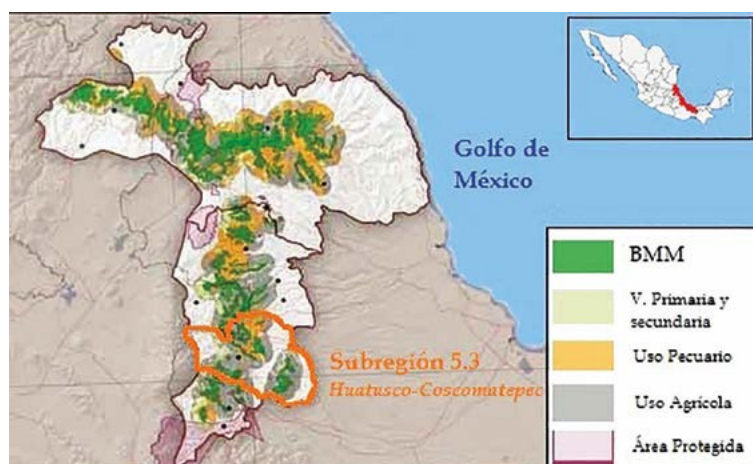 Golfo de
México
Subregión 5.3
Huatusco-Coscomatepec
BMM
V. Primaria y
secundaria
Uso Pecuario
Uso Agrícola
Área Protegida